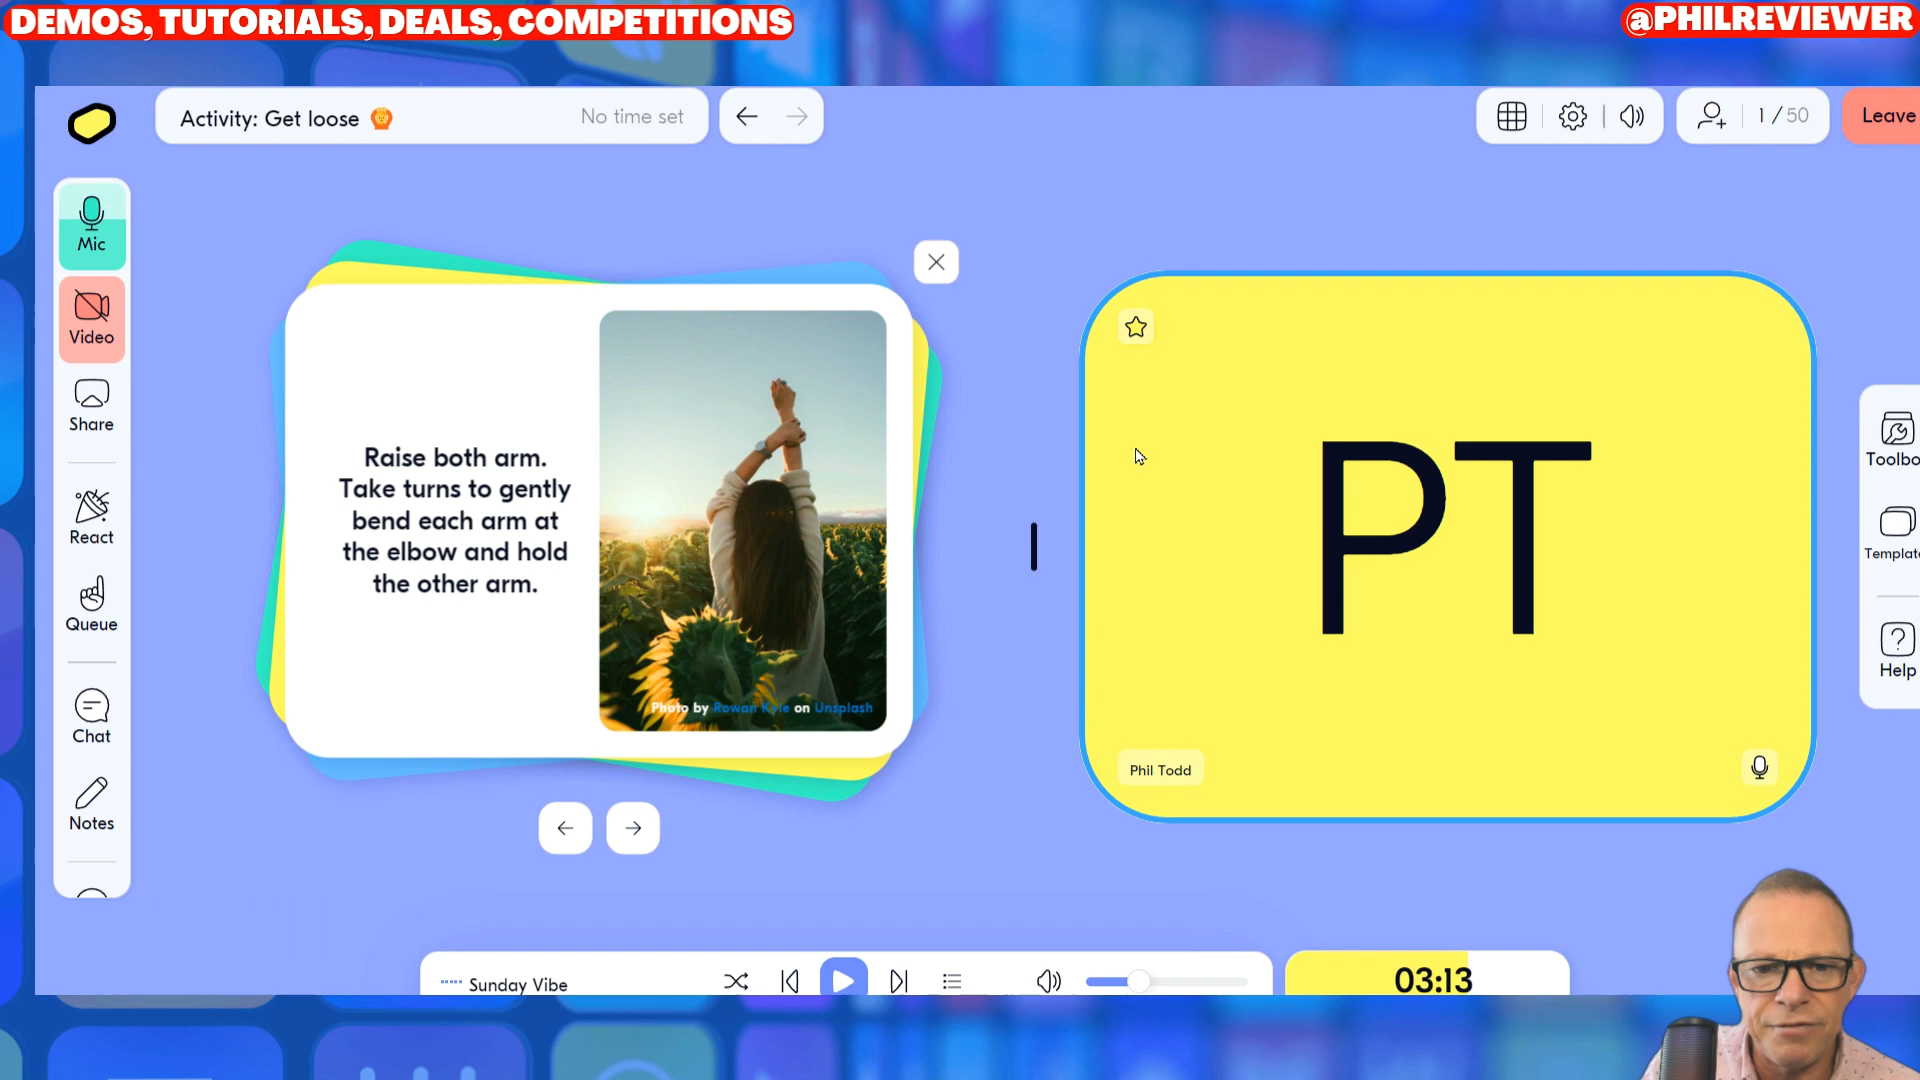 DEMOS, TUTORIALS, DEALS, COMPETITIONS
@PHILREVIEWER
Activity: Get loose
No time set
1 / 50
Leave
Mic
Video
Share
React
Queue
Chat
Notes
Raise both arm.
Take turns to gently
bend each arm at
the elbow and hold
the other arm.
Photo by Rowan Kyle on Unsplash
PT
Phil Todd
Toolbo
Templat
Help
Sunday Vibe
03:13